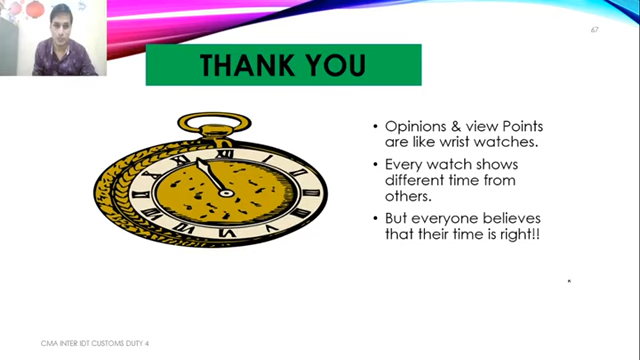 67
THANK YOU
• Opinions & view Points
are like wrist watches.
• Every watch shows
different time from
others.
• But everyone believes
that their time is right!!
CMA INTER IDT CUSTOMS DUTY 4